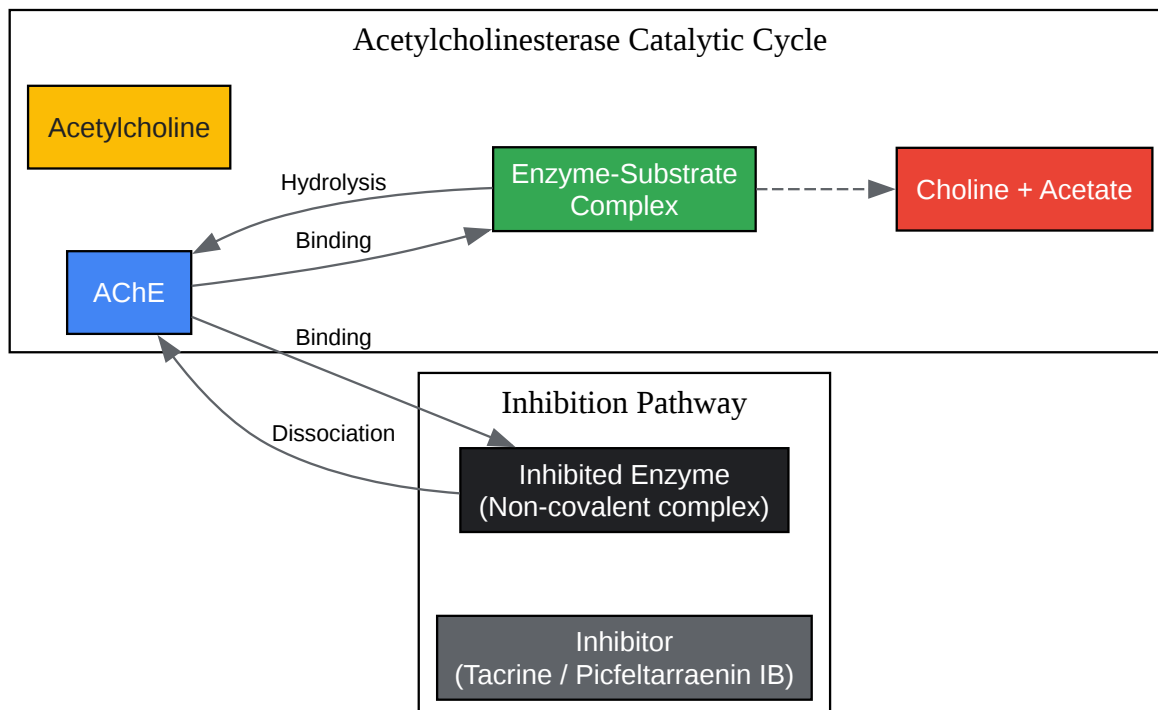 Acetylcholinesterase Catalytic Cycle
Acetylcholine
Hydrolysis
Enzyme-Substrate
Complex
Choline + Acetate
Binding
AChE
Binding
Inhibition Pathway
Dissociation
Inhibited Enzyme
(Non-covalent complex)
Inhibitor
(Tacrine / Picfeltarraenin IB)